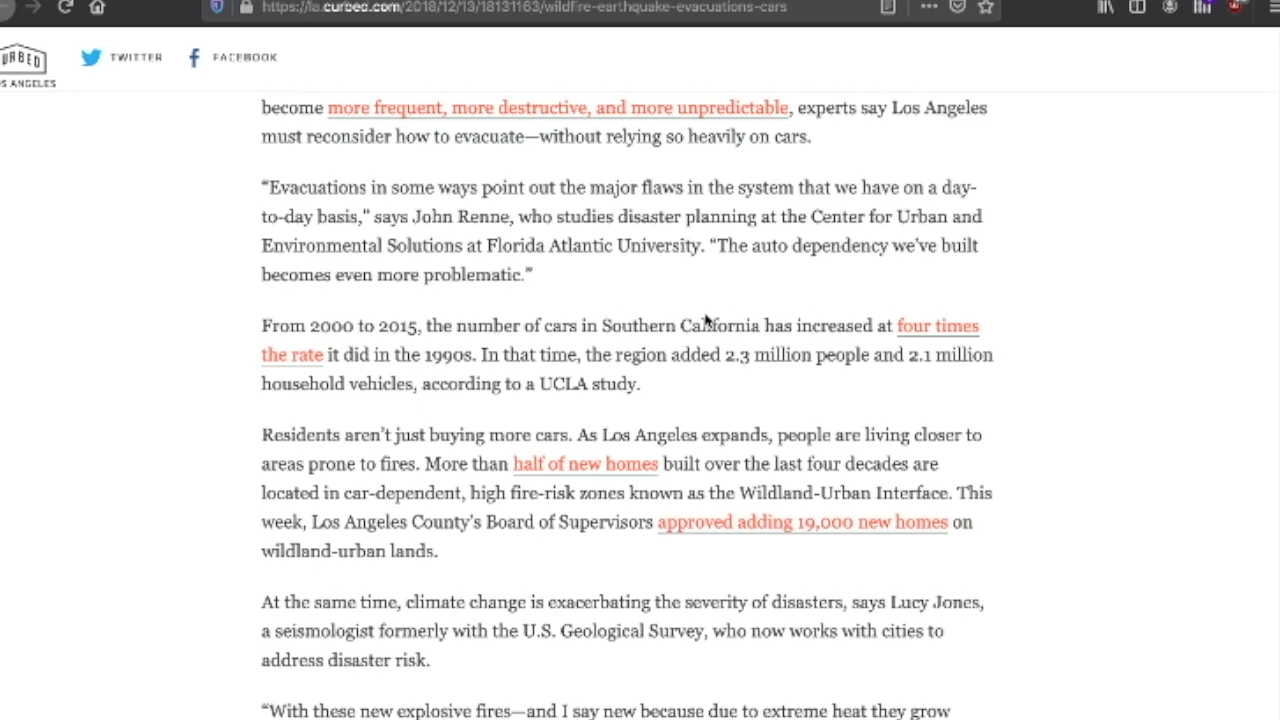 https://la.curbed.com/2018/12/13/18131163/wildfire-earthquake-evacuations-cars
TWITTER
FACEBOOK
become more frequent, more destructive, and more unpredictable, experts say Los Angeles
must reconsider how to evacuate—without relying so heavily on cars.
“Evacuations in some ways point out the major flaws in the system that we have on a day-
to-day basis,” says John Renne, who studies disaster planning at the Center for Urban and
Environmental Solutions at Florida Atlantic University. “The auto dependency we’ve built
becomes even more problematic.”
From 2000 to 2015, the number of cars in Southern California has increased at four times
the rate it did in the 1990s. In that time, the region added 2.3 million people and 2.1 million
household vehicles, according to a UCLA study.
Residents aren’t just buying more cars. As Los Angeles expands, people are living closer to
areas prone to fires. More than half of new homes built over the last four decades are
located in car-dependent, high fire-risk zones known as the Wildland-Urban Interface. This
week, Los Angeles County’s Board of Supervisors approved adding 19,000 new homes on
wildland-urban lands.
At the same time, climate change is exacerbating the severity of disasters, says Lucy Jones,
a seismologist formerly with the U.S. Geological Survey, who now works with cities to
address disaster risk.
“With these new explosive fires—and I say new because due to extreme heat they grow